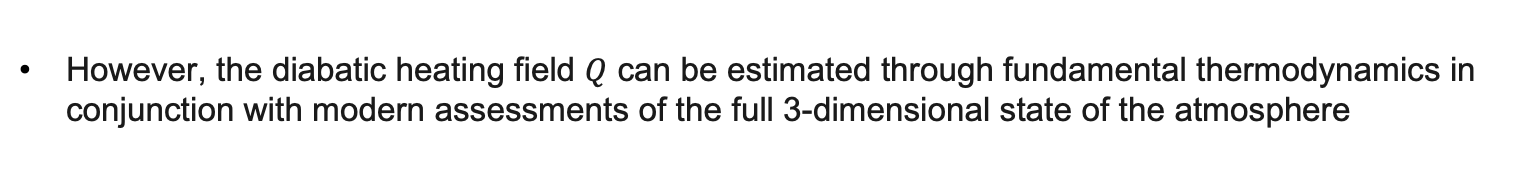 • However, the diabatic heating field Q can be estimated through fundamental thermodynamics in
conjunction with modern assessments of the full 3-dimensional state of the atmosphere